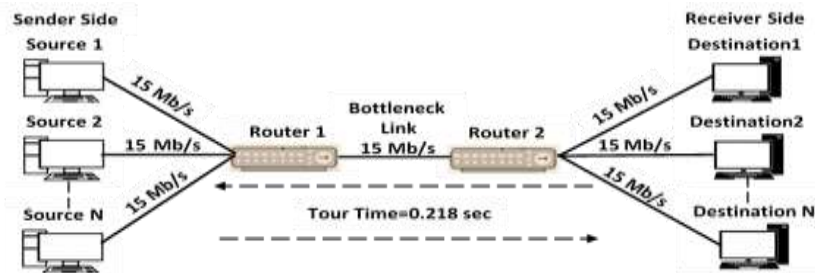 Sender Side
Receiver Side
Source 1
Destination1
15 Mb/s
15 Mb/s
Source 2
Router 1
Bottleneck
Link
15 Mb/s
Router 2
Destination2
15 Mb/s
15 Mb/s
15 Mb/s
15 Mb/s
Source N
Tour Time=0.218 sec
Destination N